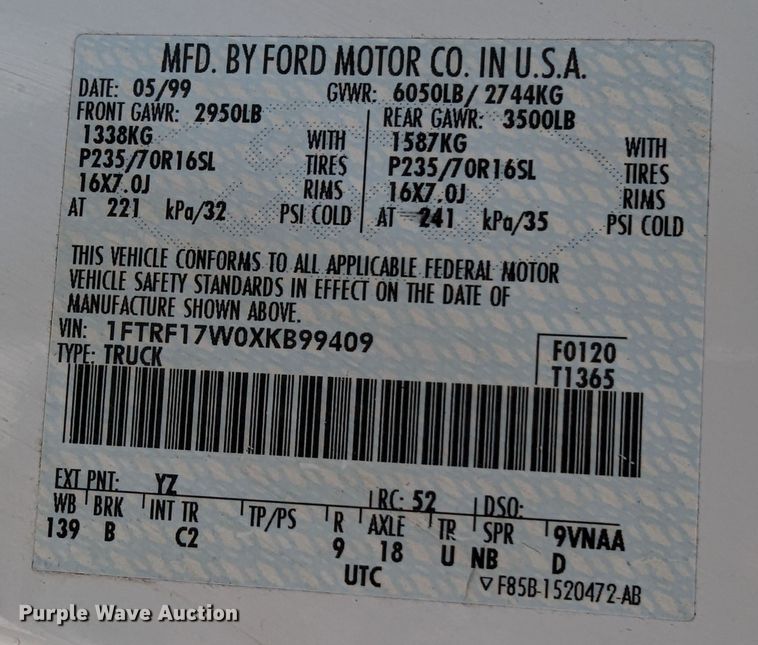 MFD. BY FORD MOTOR CO. IN U.S.A.
DATE: 05/99 GVWR: 6050LB/ 2744KG
FRONT GAWR: 2950LB REAR GAWR: 3500LB
1338KG WITH 1587KG WITH
P235/70R16SL TIRES P235/70R16SL TIRES
16X7.0J RIMS 16X7.0J RIMS
AT 221 kPa/32 PSI COLD AT 241 kPa/35 PSI COLD
THIS VEHICLE CONFORMS TO ALL APPLICABLE FEDERAL MOTOR
VEHICLE SAFETY STANDARDS IN EFFECT ON THE DATE OF
MANUFACTURE SHOWN ABOVE.
VIN: 1FTRF17W0XKB99409 F0120
TYPE: TRUCK T1365
EXT PNT: YZ RC: 52 DSO:
WB BRK INT TR TP/PS R AXLE TR SPR 9VNAA
139 B C2 9 18 U NB D
UTC ▽ F85B-1520472-AB
Purple Wave Auction